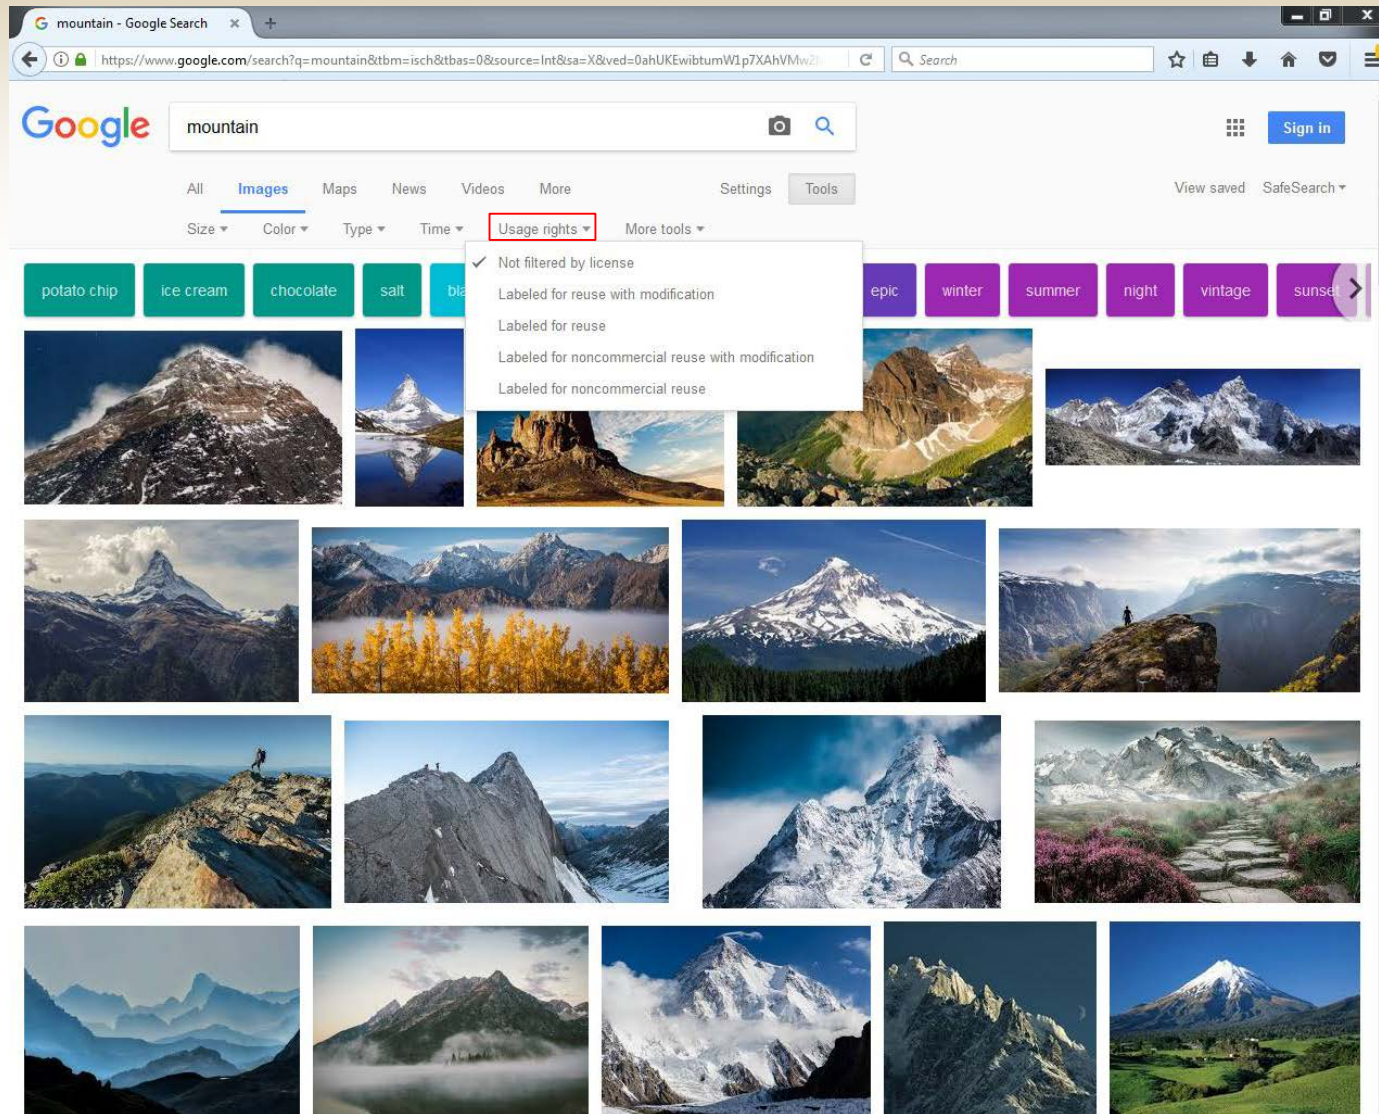 mountain - Google Search
https://www.google.com/search?q=mountain&tbm=isch&tbas=0&source=lnt&sa=X&ved=0ahUKEwibtumW1p7XAhVMw2
Search
Google
mountain
Sign in
All Images Maps News Videos More Settings Tools
View saved SafeSearch
Size Color Type Time Usage rights More tools
Not filtered by license
Labeled for reuse with modification
Labeled for reuse
Labeled for noncommercial reuse with modification
Labeled for noncommercial reuse
potato chip ice cream chocolate salt epic winter summer night vintage sunset